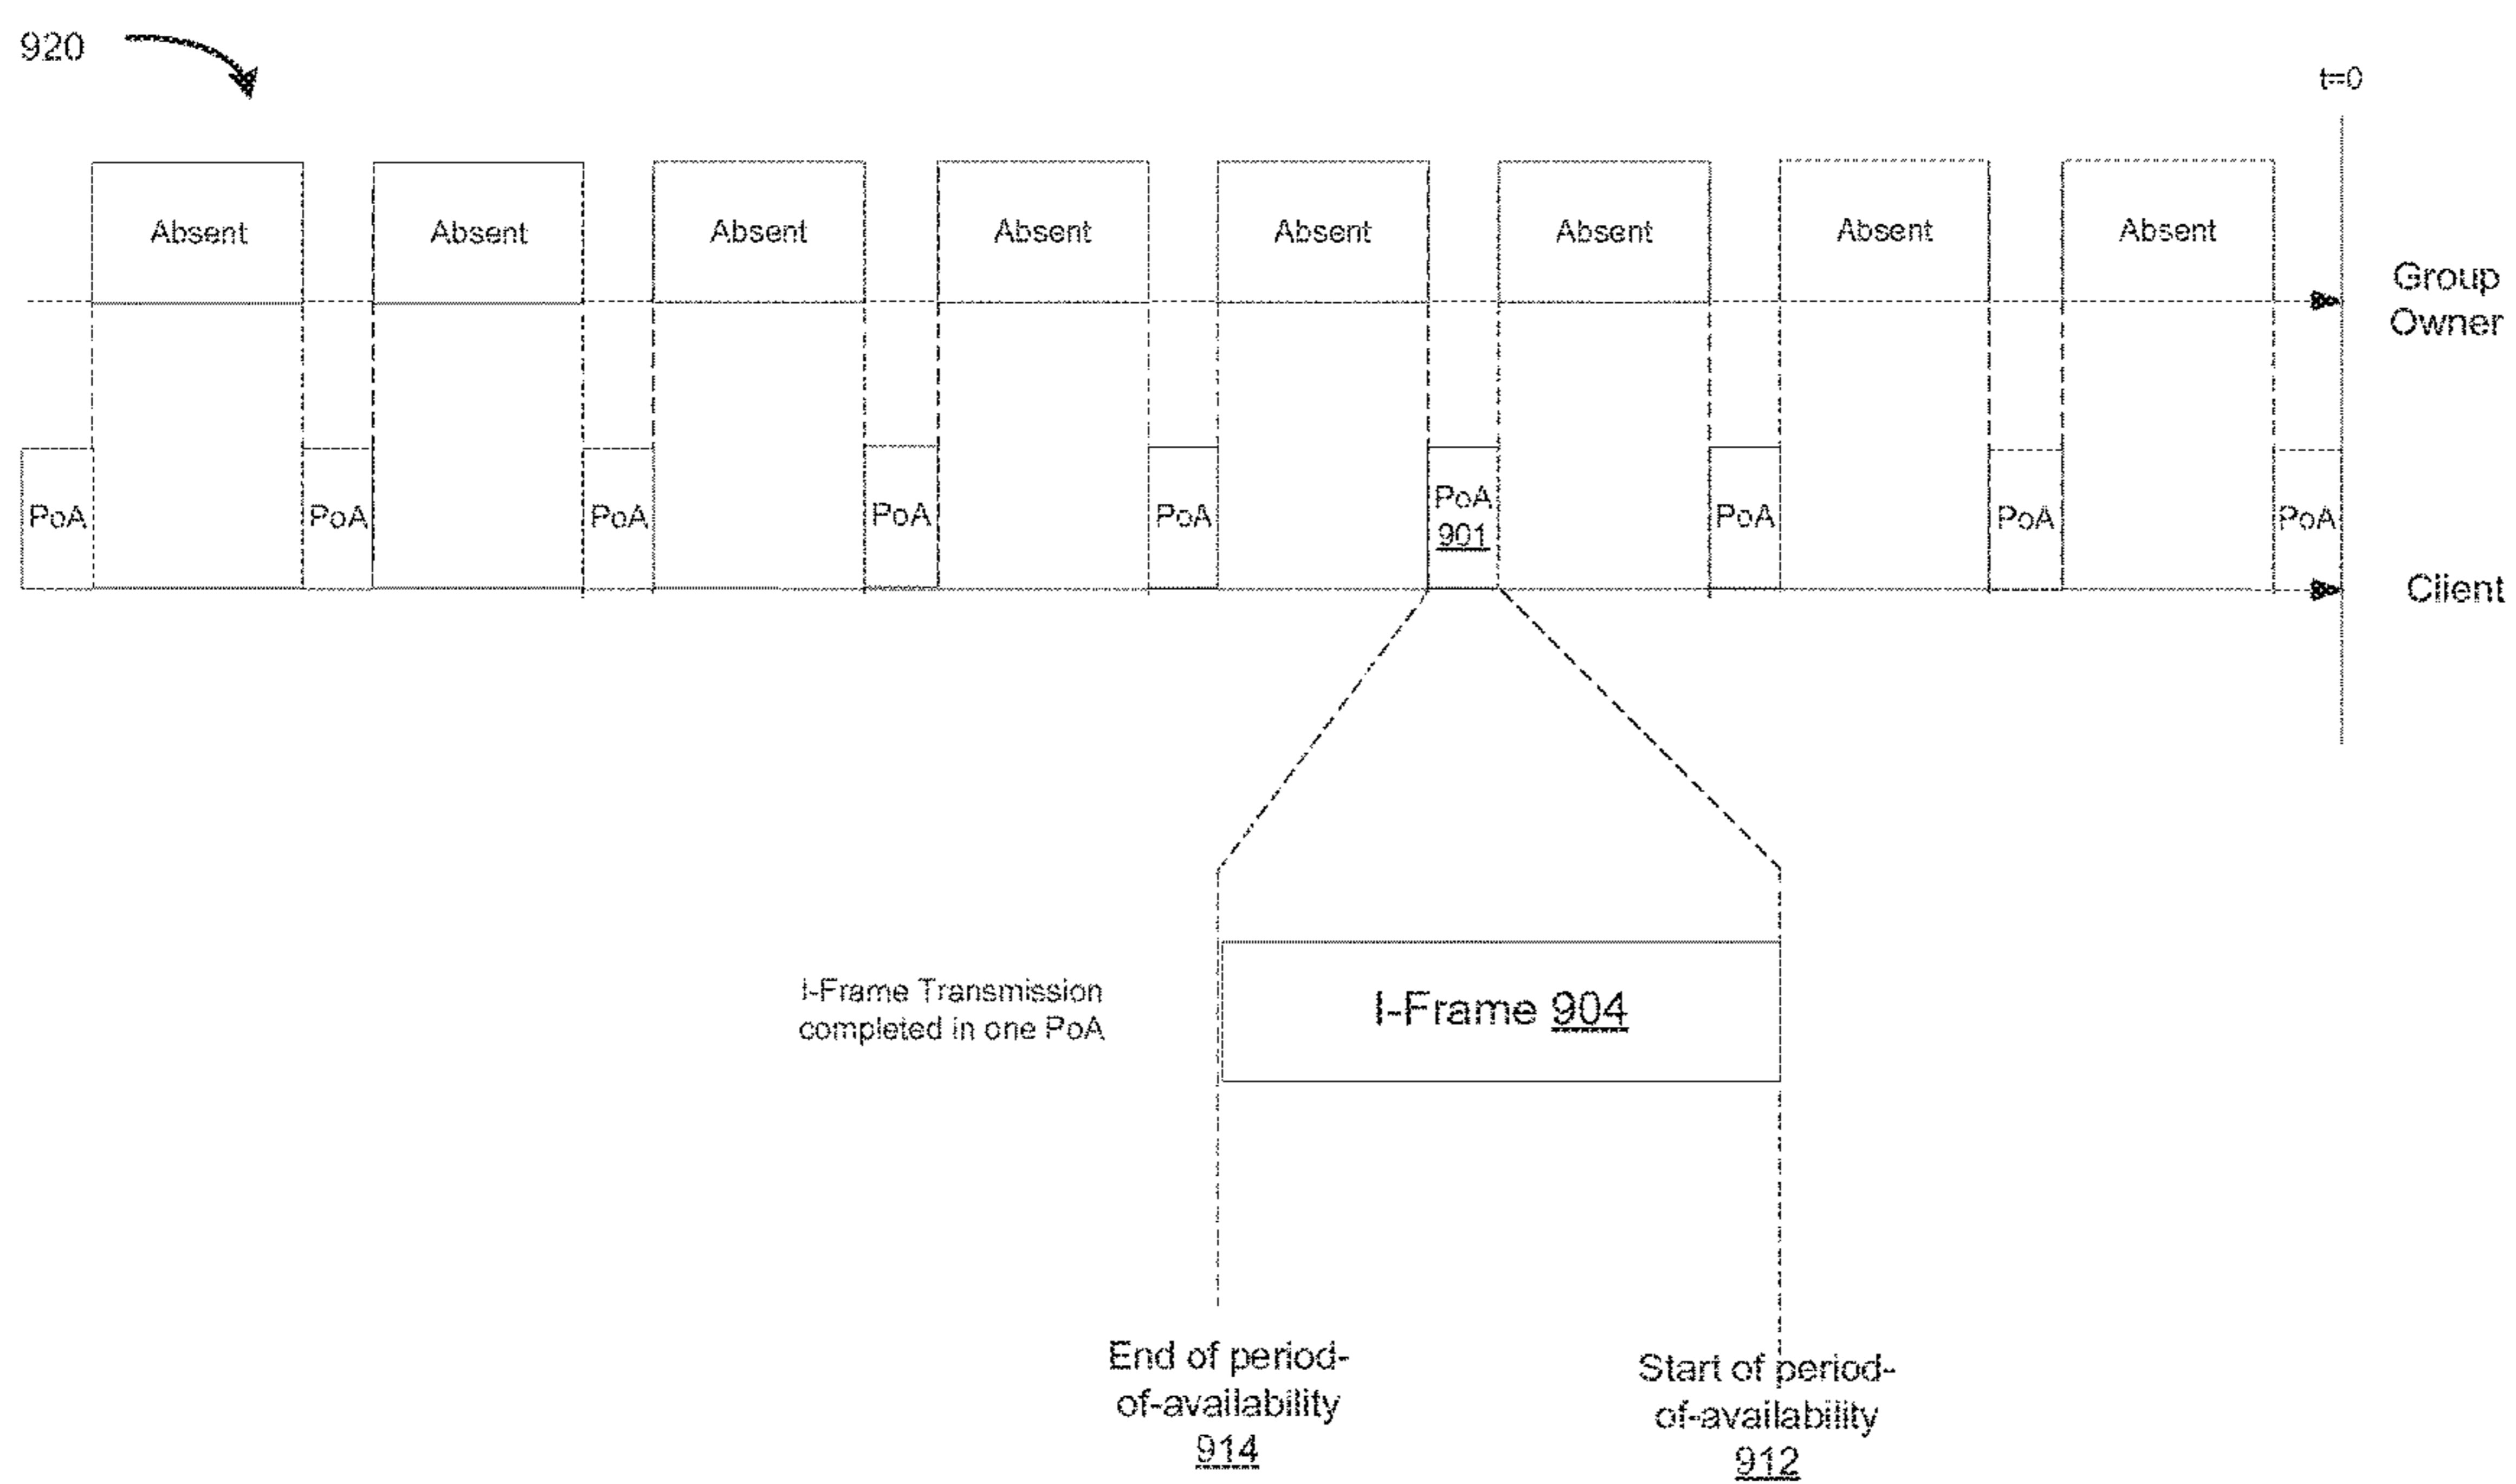 920
t=0
Absent
Absent
Absent
Absent
Absent
Absent
Absent
Absent
Group
Owner
PoA
PoA
PoA
PoA
PoA
PoA
901
PoA
PoA
PoA
Client
I-Frame Transmission
completed in one PoA
I-Frame 904
End of period-
of-availability
914
Start of period-
of-availability
912